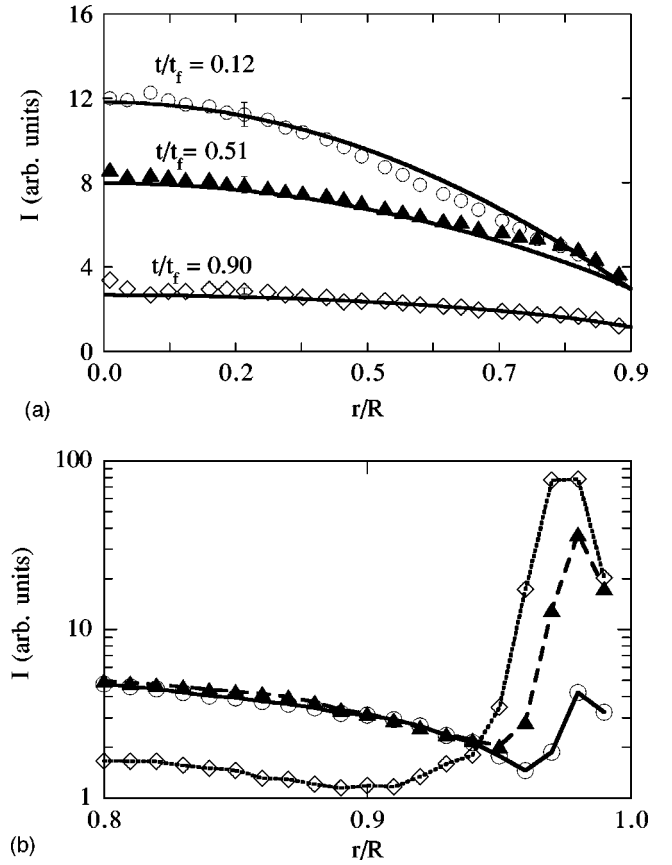 16
12
8
4
0
I (arb. units)
t/t_f = 0.12
t/t_f = 0.51
t/t_f = 0.90
0.0 0.2 0.5 0.7 0.9
(a)
r/R
100
10
1
I (arb. units)
0.8 0.9 1.0
(b)
r/R